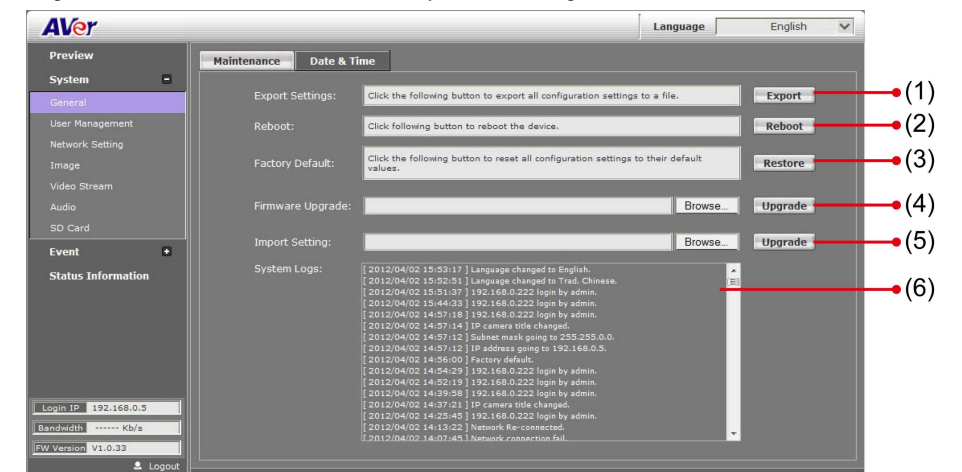 AVer
Language English
Preview
System
General
User Management
Network Setting
Image
Video Stream
Audio
SD Card
Event
Status Information
Login IP 192.168.0.5
Bandwidth ------ Kb/s
FW Version V1.0.33
Logout
Maintenance Date & Time
Export Settings: Click the following button to export all configuration settings to a file. Export (1)
Reboot: Click following button to reboot the device. Reboot (2)
Factory Default: Click the following button to reset all configuration settings to their default
values. Restore (3)
Firmware Upgrade: Browse... Upgrade (4)
Import Setting: Browse... Upgrade (5)
System Logs: (6)
[ 2012/04/02 15:53:17 ] Language changed to English.
[ 2012/04/02 15:52:51 ] Language changed to Trad. Chinese.
[ 2012/04/02 15:51:37 ] 192.168.0.222 login by admin.
[ 2012/04/02 15:44:33 ] 192.168.0.222 login by admin.
[ 2012/04/02 14:57:18 ] 192.168.0.222 login by admin.
[ 2012/04/02 14:57:14 ] IP camera title changed.
[ 2012/04/02 14:57:12 ] Subnet mask going to 255.255.0.0.
[ 2012/04/02 14:57:12 ] IP address going to 192.168.0.5.
[ 2012/04/02 14:56:00 ] Factory default.
[ 2012/04/02 14:54:29 ] 192.168.0.222 login by admin.
[ 2012/04/02 14:52:19 ] 192.168.0.222 login by admin.
[ 2012/04/02 14:39:58 ] 192.168.0.222 login by admin.
[ 2012/04/02 14:37:21 ] IP camera title changed.
[ 2012/04/02 14:25:45 ] 192.168.0.222 login by admin.
[ 2012/04/02 14:13:22 ] Network Re-connected.
[ 2012/04/02 14:07:45 ] Network connection fail.